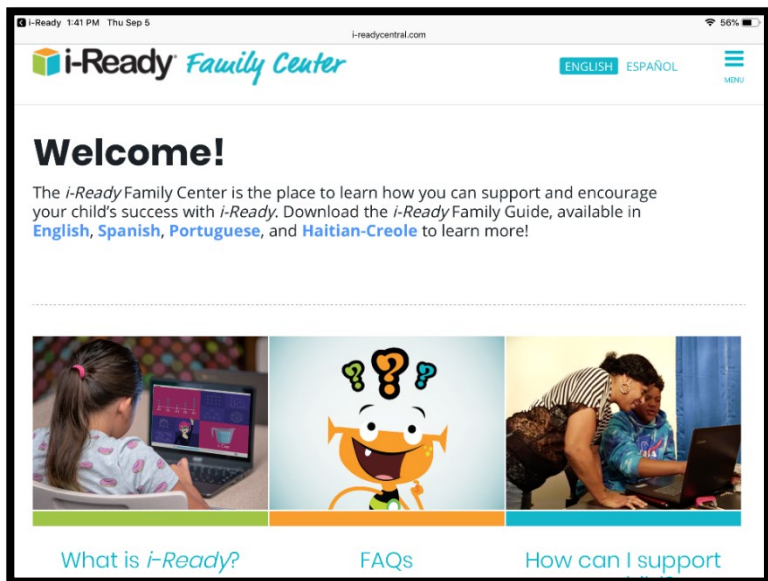 i-Ready 1:41 PM Thu Sep 5
56%
i-readycentral.com
i-Ready Family Center
ENGLISH ESPAÑOL
MENU
Welcome!
The i-Ready Family Center is the place to learn how you can support and encourage
your child's success with i-Ready. Download the i-Ready Family Guide, available in
English, Spanish, Portuguese, and Haitian-Creole to learn more!
? ? ?
What is i-Ready?
FAQs
How can I support